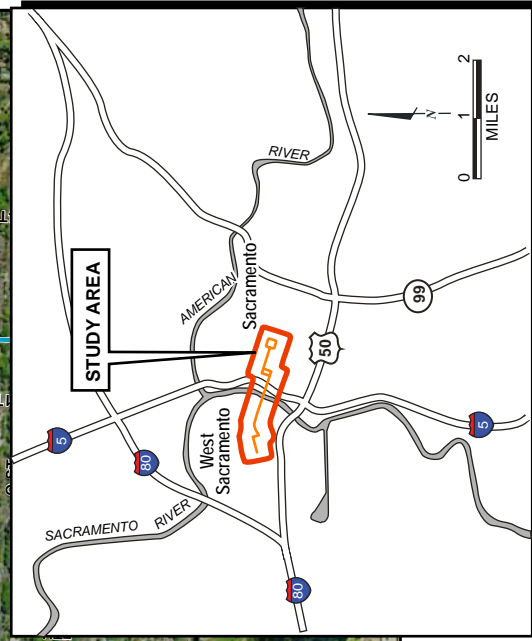 STUDY AREA
RIVER
AMERICAN
Sacramento
West
Sacramento
SACRAMENTO
RIVER
5
80
80
50
99
5
N
0 1 2
MILES